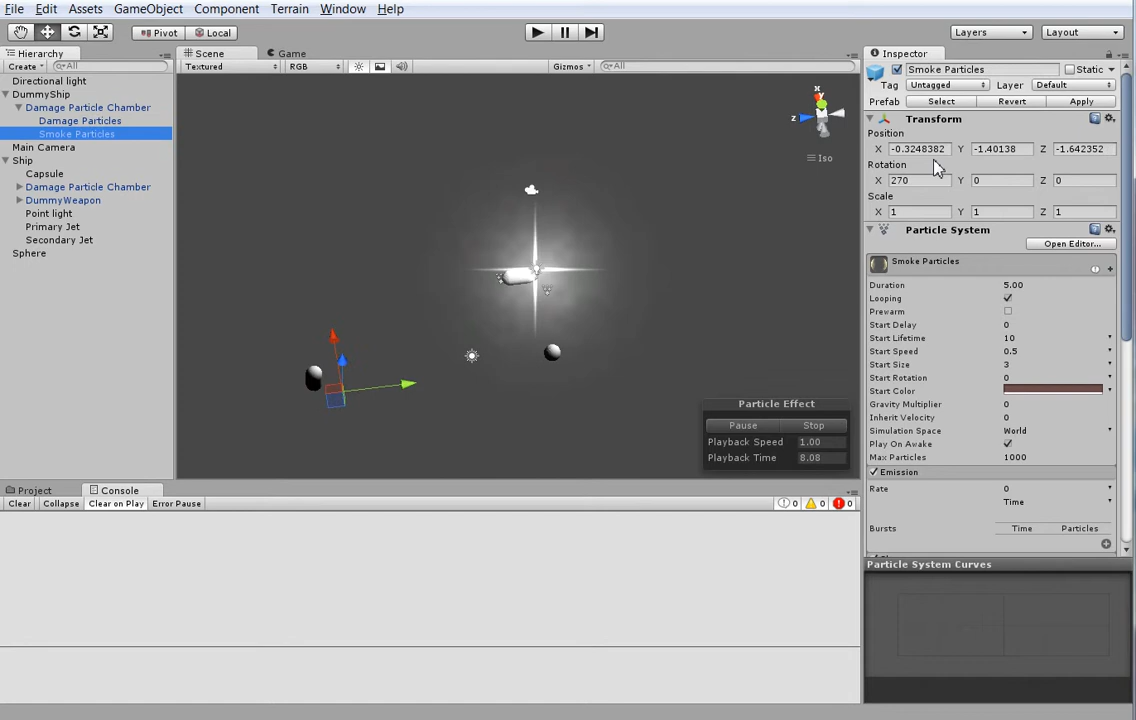 File Edit Assets GameObject Component Terrain Window Help
Pivot Local Layers Layout
Hierarchy
Create All
Directional light
DummyShip
Damage Particle Chamber
Damage Particles
Smoke Particles
Main Camera
Ship
Capsule
Damage Particle Chamber
DummyWeapon
Point light
Primary Jet
Secondary Jet
Sphere
Scene Game
Textured RGB Gizmos All
y
z
Iso
Particle Effect
Pause Stop
Playback Speed 1.00
Playback Time 8.08
Project Console
Clear Collapse Clear on Play Error Pause 0 0 0
Inspector
Smoke Particles Static
Tag Untagged Layer Default
Prefab Select Revert Apply
Transform
Position
X -0.3248382 Y -1.40138 Z -1.642352
Rotation
X 270 Y 0 Z 0
Scale
X 1 Y 1 Z 1
Particle System
Open Editor...
Smoke Particles
Duration 5.00
Looping
Prewarm
Start Delay 0
Start Lifetime 10
Start Speed 0.5
Start Size 3
Start Rotation 0
Start Color
Gravity Multiplier 0
Inherit Velocity 0
Simulation Space World
Play On Awake
Max Particles 1000
Emission
Rate 0
Time
Bursts Time Particles
Particle System Curves